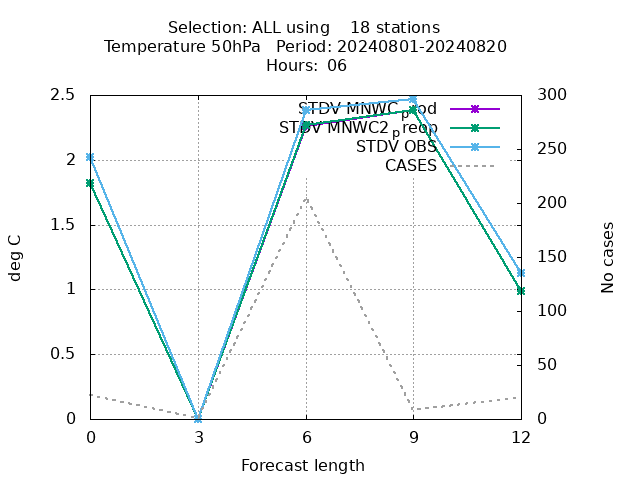 Selection: ALL using 18 stations
Temperature 50hPa Period: 20240801-20240820
Hours: 06
2.5
2
1.5
1
0.5
0
300
250
200
150
100
50
0
deg C
No cases
STDV MNWC_prod
STDV MNWC2_preop
STDV OBS
CASES
0 3 6 9 12
Forecast length